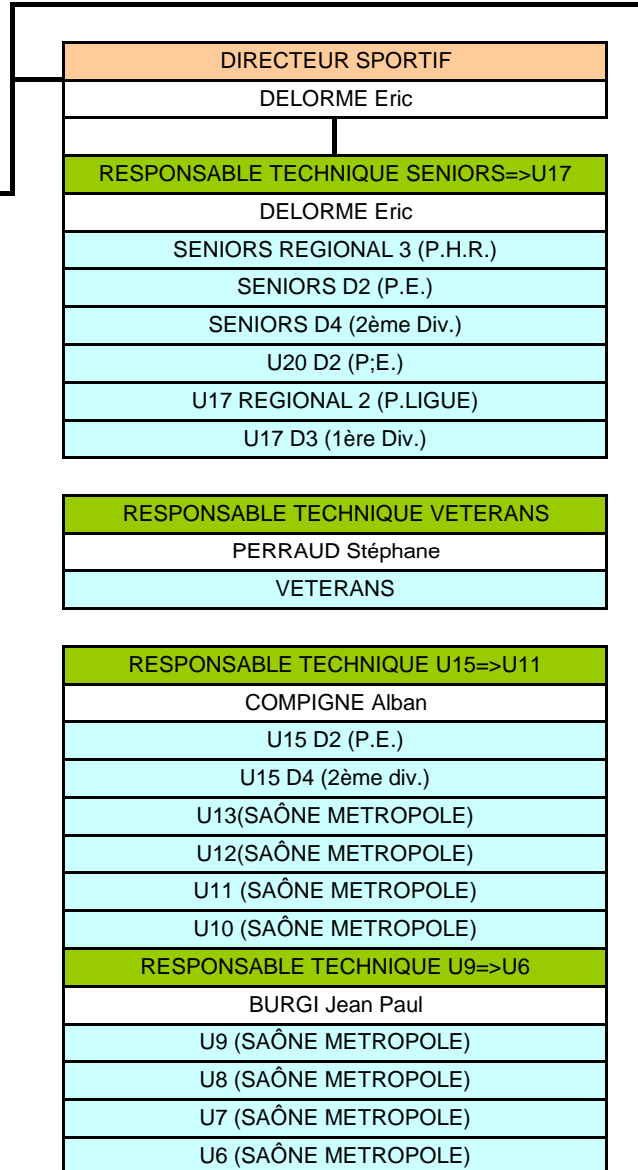 DIRECTEUR SPORTIF
DELORME Eric
RESPONSABLE TECHNIQUE SENIORS=>U17
DELORME Eric
SENIORS REGIONAL 3 (P.H.R.)
SENIORS D2 (P.E.)
SENIORS D4 (2ème Div.)
U20 D2 (P;E.)
U17 REGIONAL 2 (P.LIGUE)
U17 D3 (1ère Div.)
RESPONSABLE TECHNIQUE VETERANS
PERRAUD Stéphane
VETERANS
RESPONSABLE TECHNIQUE U15=>U11
COMPIGNE Alban
U15 D2 (P.E.)
U15 D4 (2ème div.)
U13(SAÔNE METROPOLE)
U12(SAÔNE METROPOLE)
U11 (SAÔNE METROPOLE)
U10 (SAÔNE METROPOLE)
RESPONSABLE TECHNIQUE U9=>U6
BURGI Jean Paul
U9 (SAÔNE METROPOLE)
U8 (SAÔNE METROPOLE)
U7 (SAÔNE METROPOLE)
U6 (SAÔNE METROPOLE)